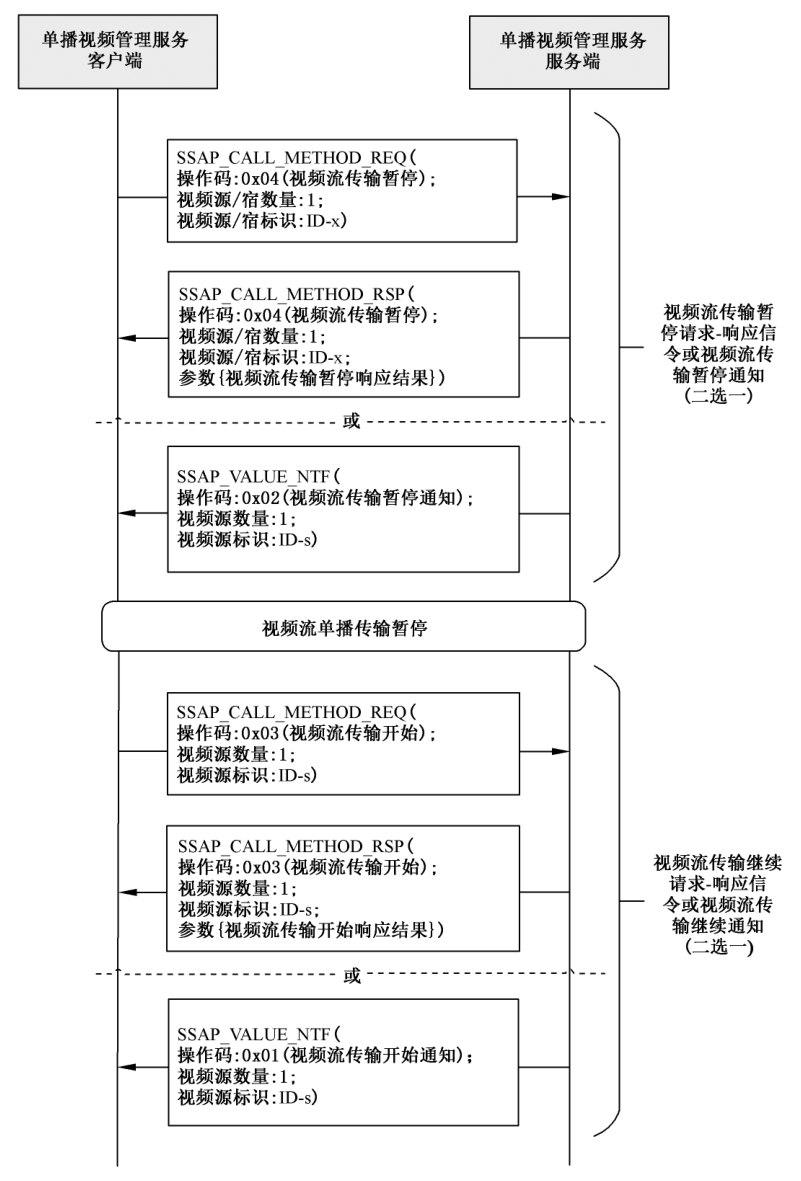 单播视频管理服务
客户端
单播视频管理服务
服务端
SSAP_CALL_METHOD_REQ(
操作码:0x04(视频流传输暂停);
视频源/宿数量:1;
视频源/宿标识:ID-x)
SSAP_CALL_METHOD_RSP(
操作码:0x04(视频流传输暂停);
视频源/宿数量:1;
视频源/宿标识:ID-x;
参数{视频流传输暂停响应结果})
视频流传输暂
停请求-响应信
令或视频流传
输暂停通知
(二选一)
或
SSAP_VALUE_NTF(
操作码:0x02(视频流传输暂停通知);
视频源数量:1;
视频源标识:ID-s)
视频流单播传输暂停
SSAP_CALL_METHOD_REQ(
操作码:0x03(视频流传输开始);
视频源数量:1;
视频源标识:ID-s)
SSAP_CALL_METHOD_RSP(
操作码:0x03(视频流传输开始);
视频源数量:1;
视频源标识:ID-s;
参数{视频流传输开始响应结果})
视频流传输继续
请求-响应信
令或视频流传
输继续通知
(二选一)
或
SSAP_VALUE_NTF(
操作码:0x01(视频流传输开始通知);
视频源数量:1;
视频源标识:ID-s)